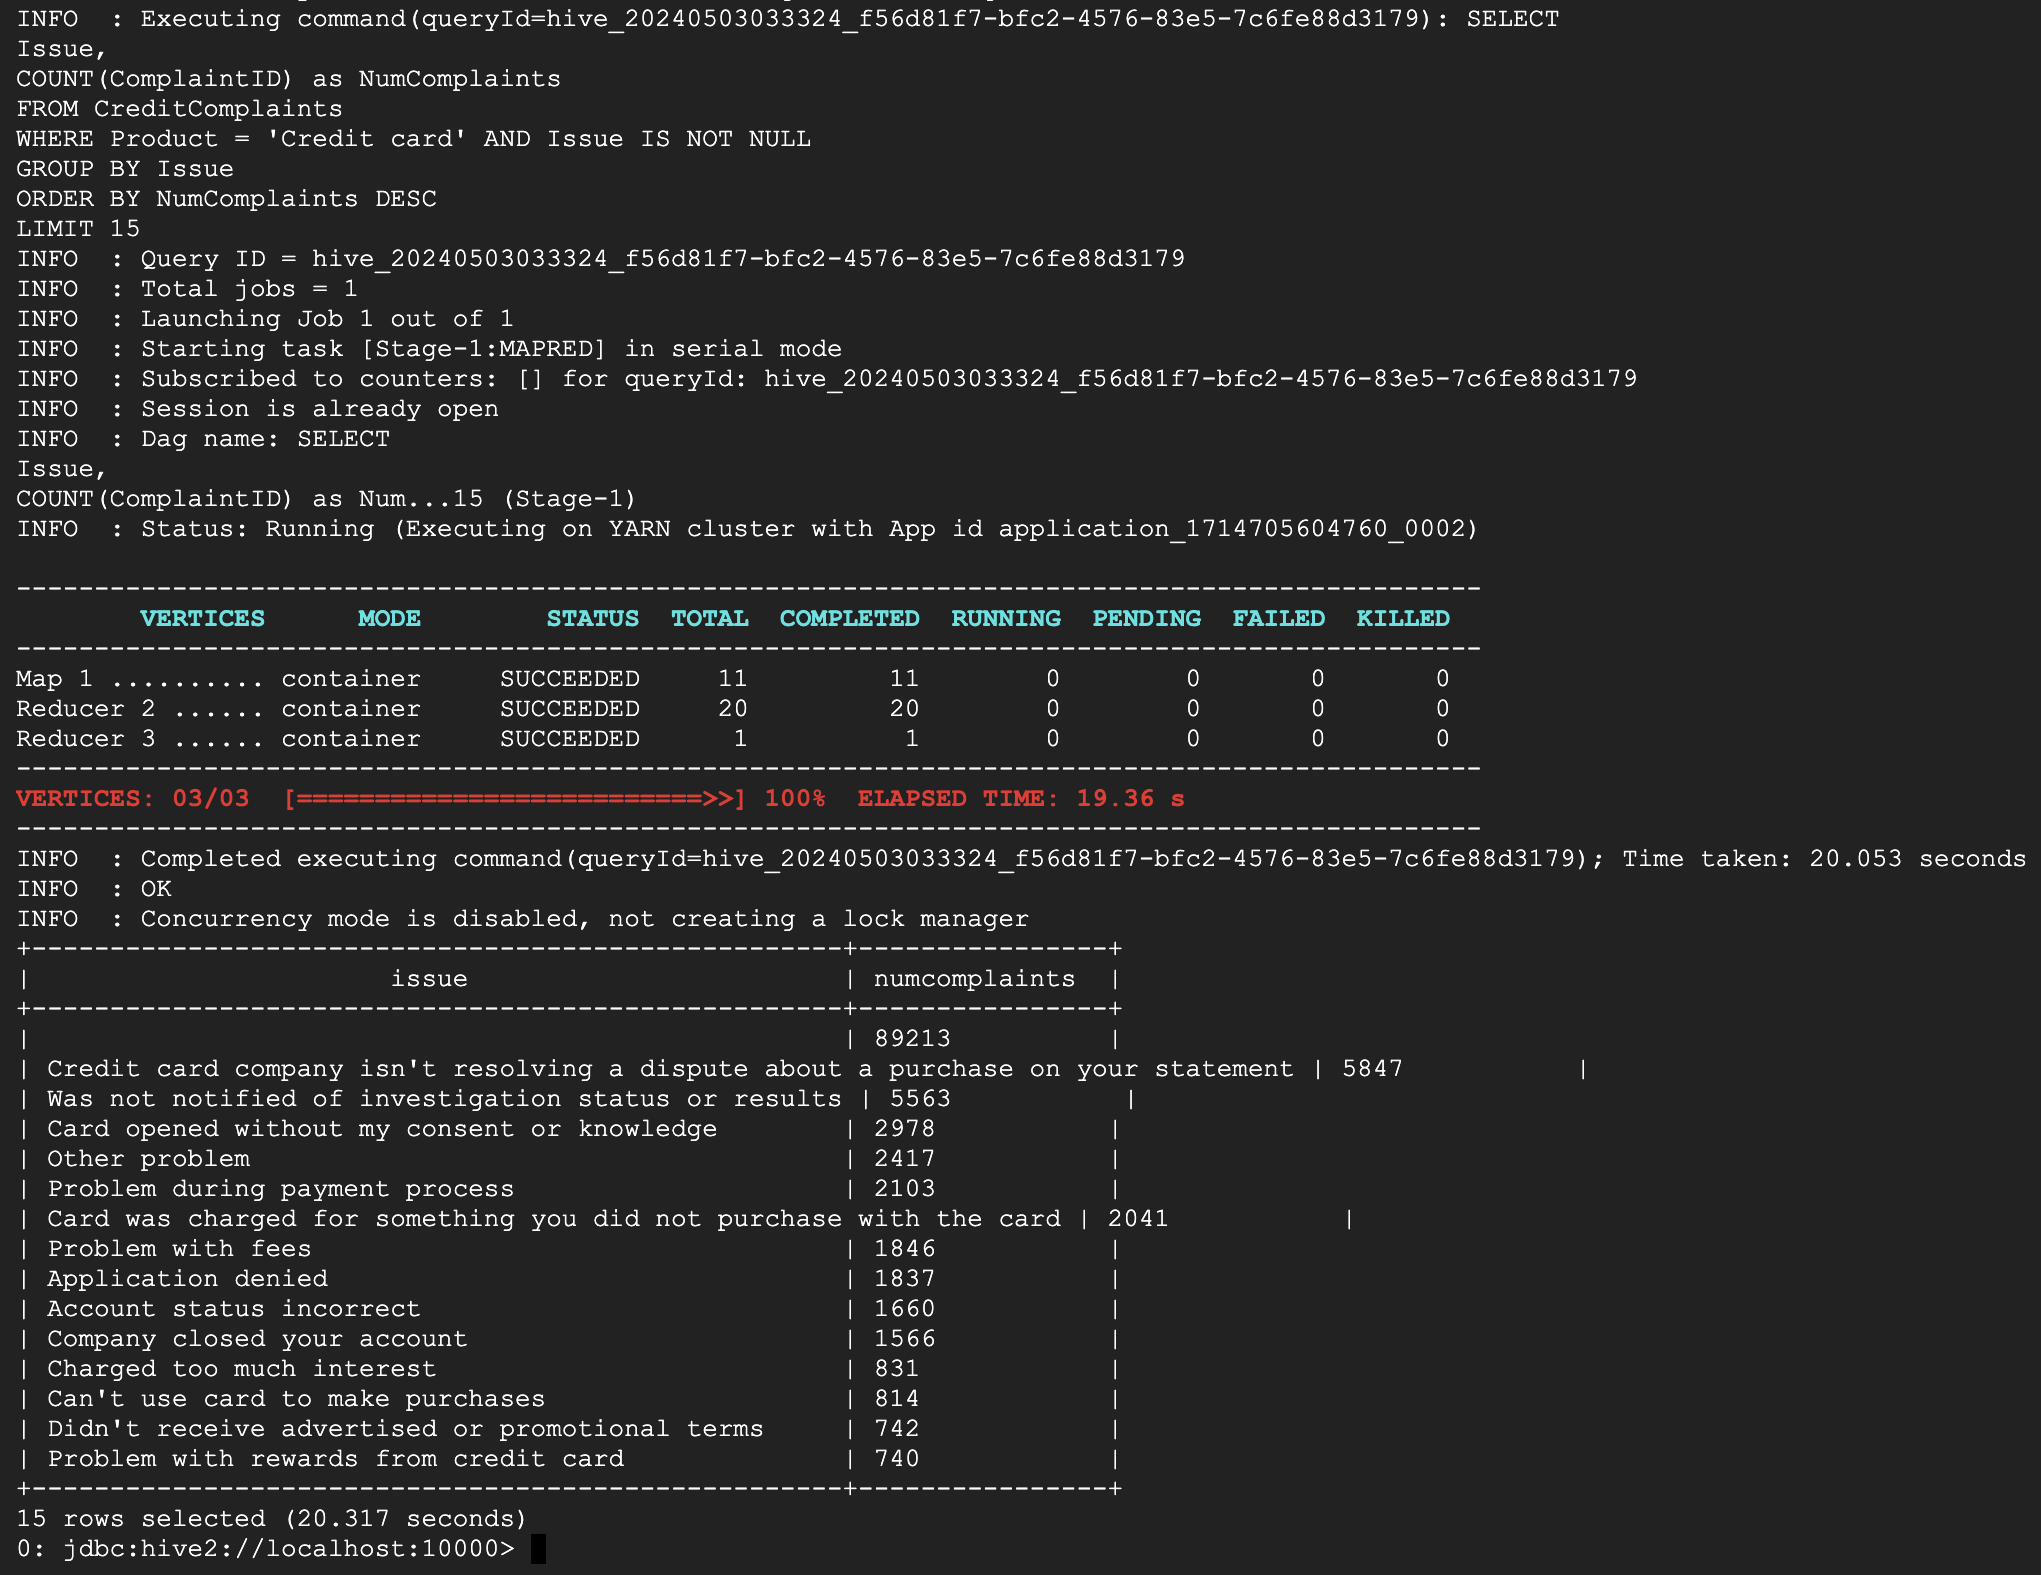 INFO  : Executing command(queryId=hive_20240503033324_f56d81f7-bfc2-4576-83e5-7c6fe88d3179): SELECT
Issue,
COUNT(ComplaintID) as NumComplaints
FROM CreditComplaints
WHERE Product = 'Credit card' AND Issue IS NOT NULL
GROUP BY Issue
ORDER BY NumComplaints DESC
LIMIT 15
INFO  : Query ID = hive_20240503033324_f56d81f7-bfc2-4576-83e5-7c6fe88d3179
INFO  : Total jobs = 1
INFO  : Launching Job 1 out of 1
INFO  : Starting task [Stage-1:MAPRED] in serial mode
INFO  : Subscribed to counters: [] for queryId: hive_20240503033324_f56d81f7-bfc2-4576-83e5-7c6fe88d3179
INFO  : Session is already open
INFO  : Dag name: SELECT
Issue,
COUNT(ComplaintID) as Num...15 (Stage-1)
INFO  : Status: Running (Executing on YARN cluster with App id application_1714705604760_0002)

----------------------------------------------------------------------------------------------
        VERTICES      MODE        STATUS  TOTAL  COMPLETED  RUNNING  PENDING  FAILED  KILLED
----------------------------------------------------------------------------------------------
Map 1 .......... container     SUCCEEDED     11         11        0        0       0       0
Reducer 2 ...... container     SUCCEEDED     20         20        0        0       0       0
Reducer 3 ...... container     SUCCEEDED      1          1        0        0       0       0
----------------------------------------------------------------------------------------------
VERTICES: 03/03  [==========================>>] 100%  ELAPSED TIME: 19.36 s
----------------------------------------------------------------------------------------------
INFO  : Completed executing command(queryId=hive_20240503033324_f56d81f7-bfc2-4576-83e5-7c6fe88d3179); Time taken: 20.053 seconds
INFO  : OK
INFO  : Concurrency mode is disabled, not creating a lock manager
+----------------------------------------------------+----------------+
|                       issue                        | numcomplaints  |
+----------------------------------------------------+----------------+
|                                                    | 89213          |
| Credit card company isn't resolving a dispute about a purchase on your statement | 5847           |
| Was not notified of investigation status or results | 5563           |
| Card opened without my consent or knowledge        | 2978           |
| Other problem                                      | 2417           |
| Problem during payment process                     | 2103           |
| Card was charged for something you did not purchase with the card | 2041           |
| Problem with fees                                  | 1846           |
| Application denied                                 | 1837           |
| Account status incorrect                           | 1660           |
| Company closed your account                        | 1566           |
| Charged too much interest                          | 831            |
| Can't use card to make purchases                   | 814            |
| Didn't receive advertised or promotional terms     | 742            |
| Problem with rewards from credit card              | 740            |
+----------------------------------------------------+----------------+
15 rows selected (20.317 seconds)
0: jdbc:hive2://localhost:10000>